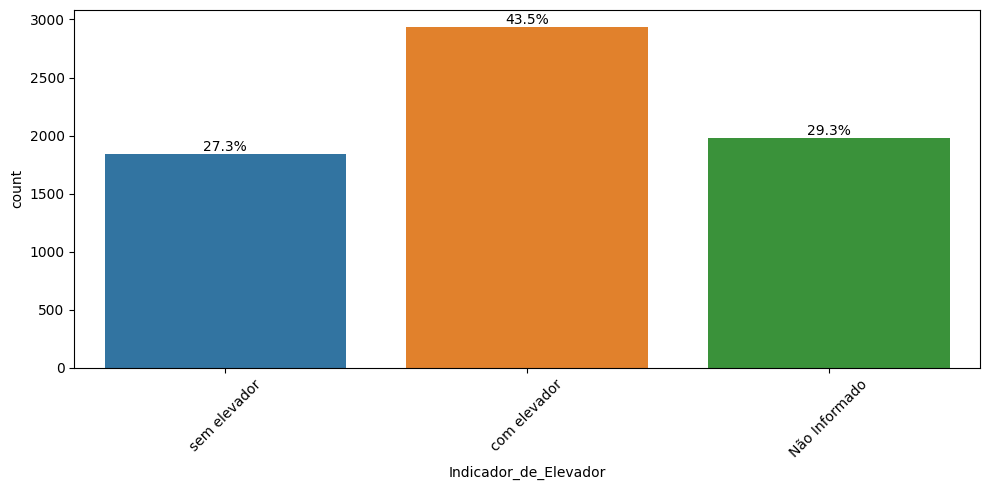 43.5%
29.3%
27.3%
3000
2500
2000
1500
1000
500
0
count
sem elevador
com elevador
Não Informado
Indicador_de_Elevador